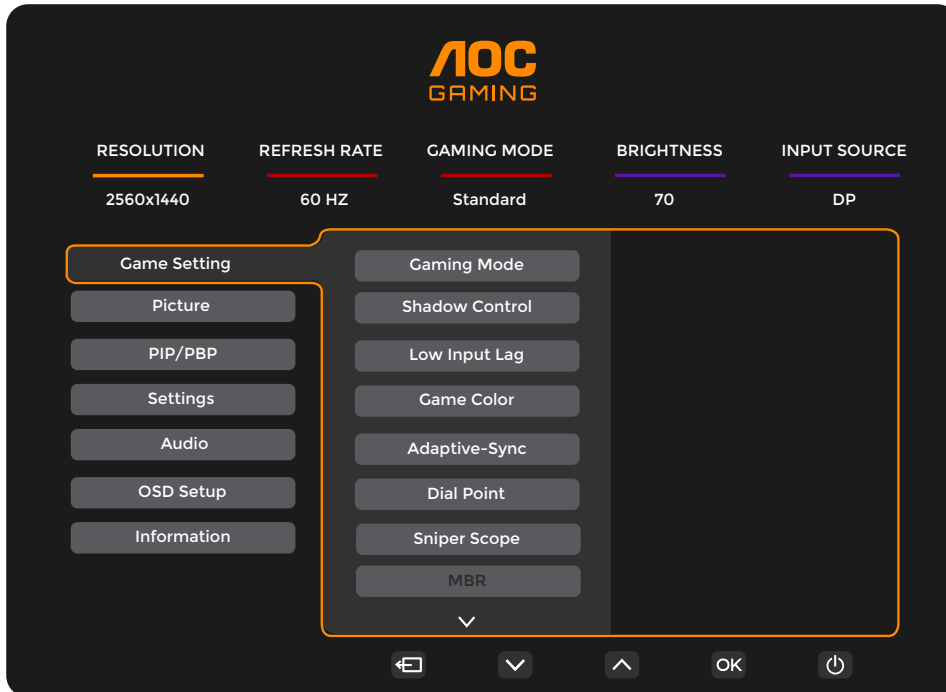 AOC
GAMING
RESOLUTION REFRESH RATE GAMING MODE BRIGHTNESS INPUT SOURCE
2560x1440 60 HZ Standard 70 DP
Game Setting
Picture
PIP/PBP
Settings
Audio
OSD Setup
Information
Gaming Mode
Shadow Control
Low Input Lag
Game Color
Adaptive-Sync
Dial Point
Sniper Scope
MBR
OK